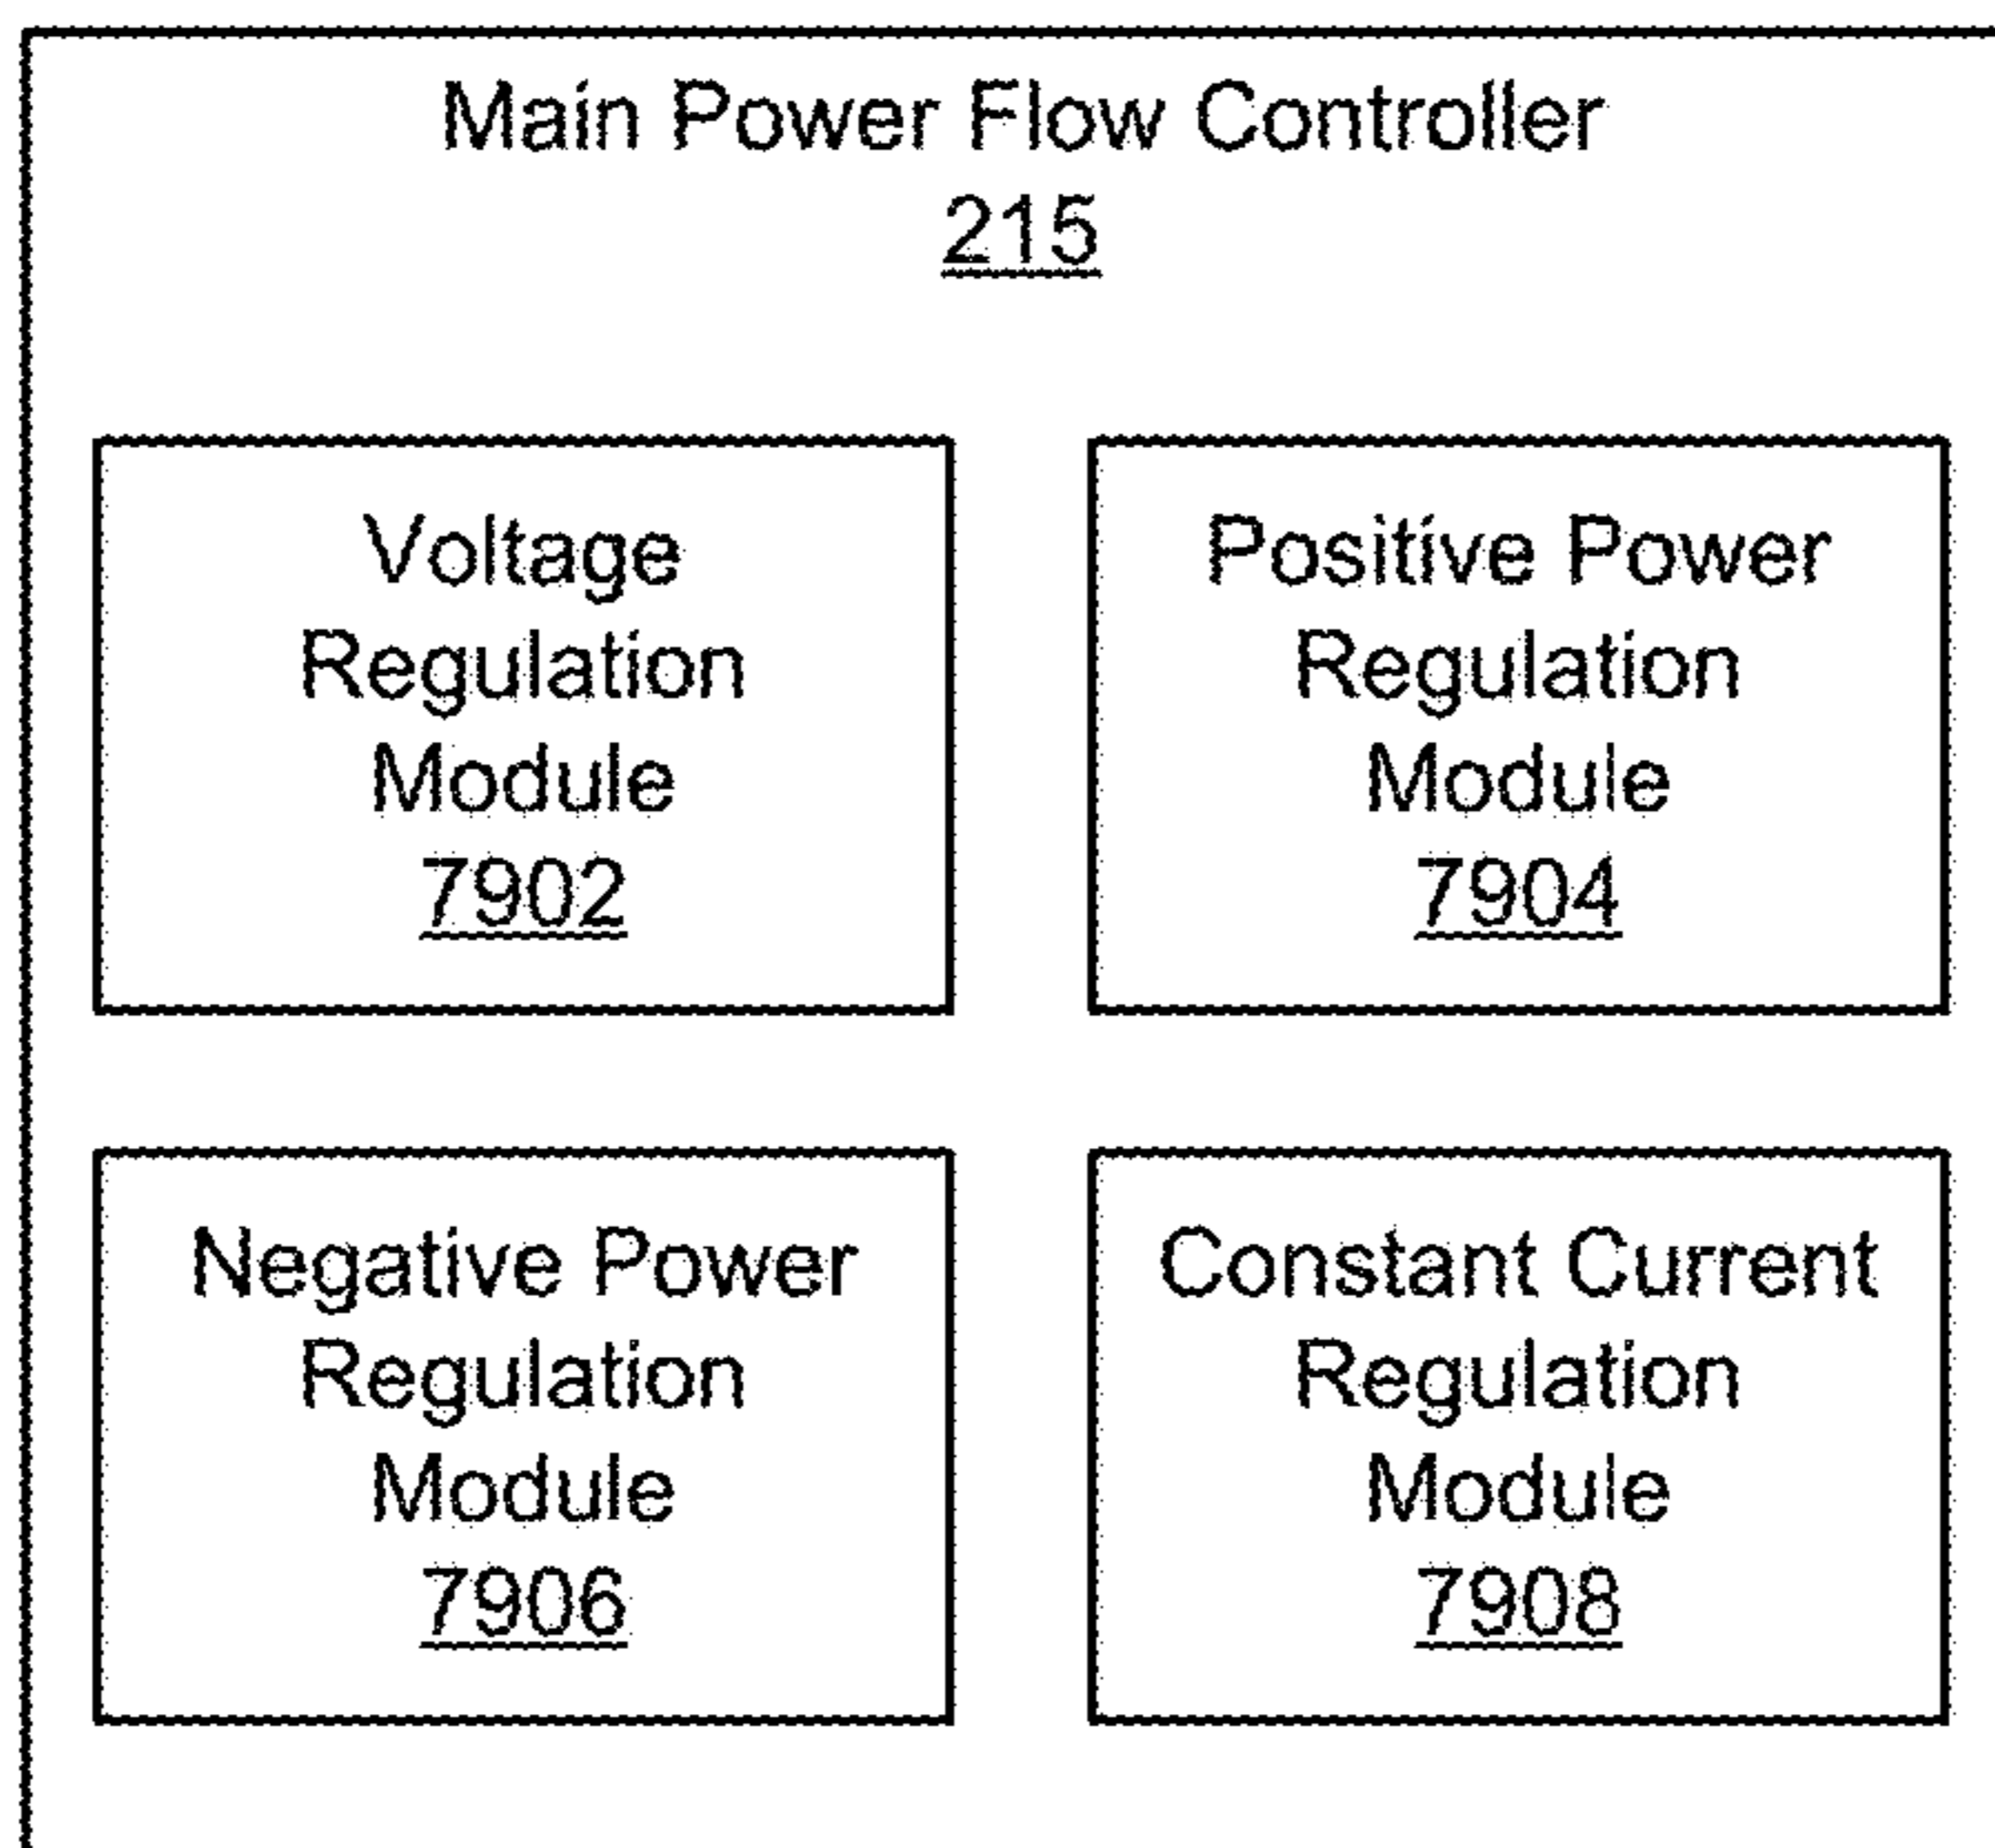 Main Power Flow Controller
215
Voltage
Regulation
Module
7902
Positive Power
Regulation
Module
7904
Negative Power
Regulation
Module
7906
Constant Current
Regulation
Module
7908